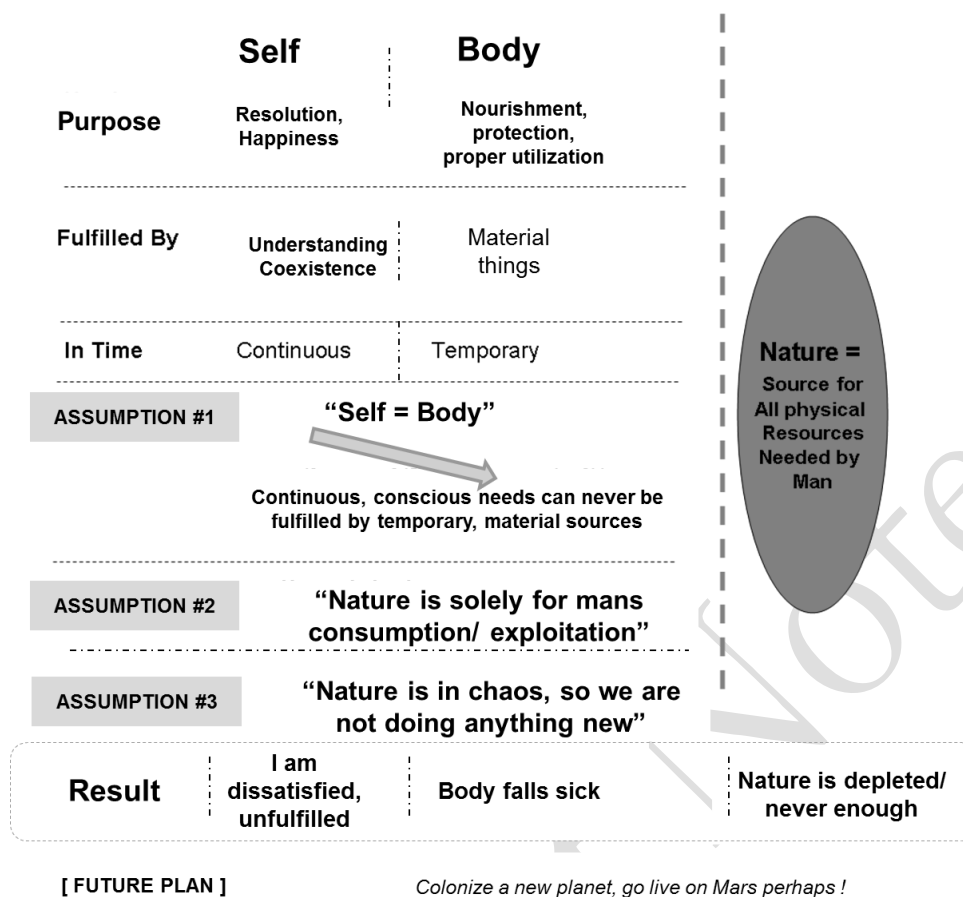 Self Body
Purpose
Resolution,
Happiness
Nourishment,
protection,
proper utilization
Fulfilled By
Understanding
Coexistence
Material
things
In Time Continuous Temporary
ASSUMPTION #1
“Self = Body”
Continuous, conscious needs can never be
fulfilled by temporary, material sources
Nature =
Source for
All physical
Resources
Needed by
Man
ASSUMPTION #2
“Nature is solely for mans
consumption/ exploitation”
ASSUMPTION #3
“Nature is in chaos, so we are
not doing anything new”
Result
I am
dissatisfied,
unfulfilled
Body falls sick
Nature is depleted/
never enough
[ FUTURE PLAN ] Colonize a new planet, go live on Mars perhaps !
Note